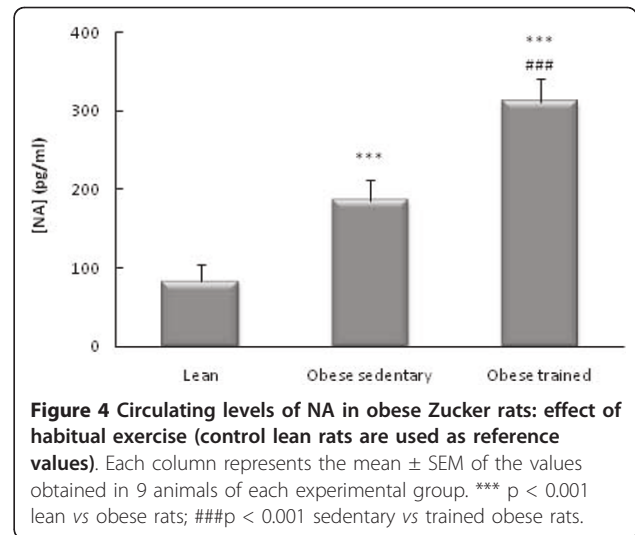 400
300
200
100
0
[NA] (pg/ml)
***
***
###
Lean
Obese sedentary
Obese trained
Figure 4 Circulating levels of NA in obese Zucker rats: effect of
habitual exercise (control lean rats are used as reference
values). Each column represents the mean ± SEM of the values
obtained in 9 animals of each experimental group. *** p < 0.001
lean vs obese rats; ###p < 0.001 sedentary vs trained obese rats.